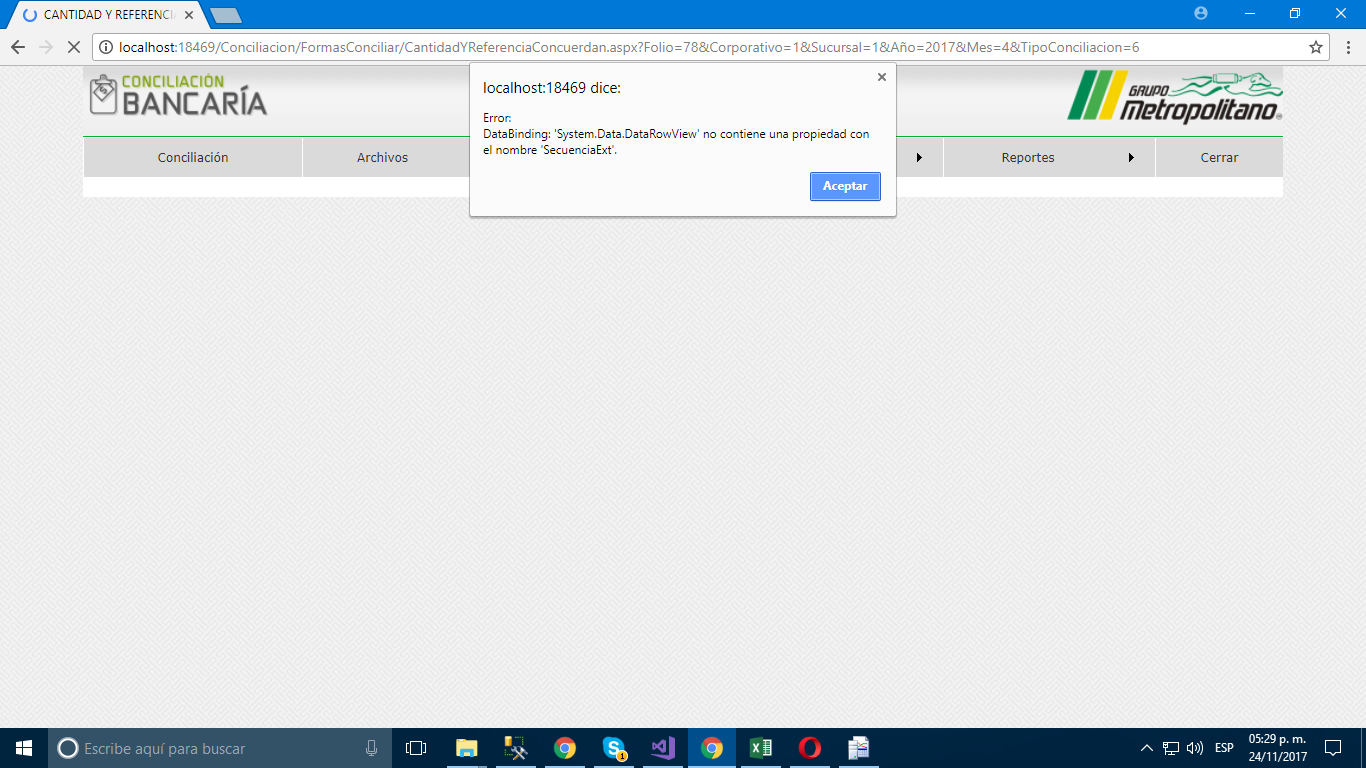 CANTIDAD Y REFERENCI
localhost:18469/Conciliacion/FormasConciliar/CantidadYReferenciaConcuerdan.aspx?Folio=78&Corporativo=1&Sucursal=1&Año=2017&Mes=4&TipoConciliacion=6
CONCILIACIÓN
BANCARÍA
GRUPO
Metropolitano
localhost:18469 dice:
Error:
DataBinding: 'System.Data.DataRowView' no contiene una propiedad con
el nombre 'SecuenciaExt'.
Aceptar
Conciliación
Archivos
Reportes
Cerrar
Escribe aquí para buscar
1
ESP
05:29 p. m.
24/11/2017